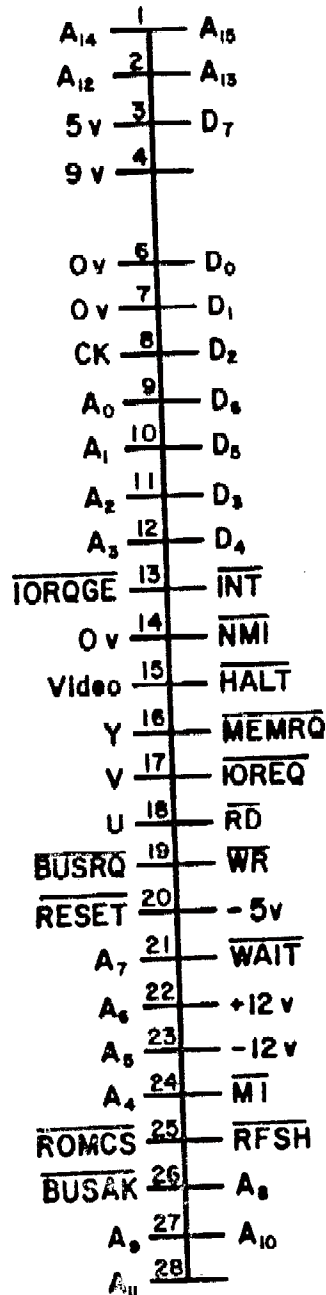 A₁₄ 1 A₁₅
A₁₂ 2 A₁₃
5v 3 D₇
9v 4
0v 6 D₀
0v 7 D₁
CK 8 D₂
A₀ 9 D₆
A₁ 10 D₅
A₂ 11 D₃
A₃ 12 D₄
IORQGE 13 INT
0v 14 NMI
Video 15 HALT
Y 16 MEMRQ
V 17 IOREQ
U 18 RD
BUSRQ 19 WR
RESET 20 -5v
A₇ 21 WAIT
A₆ 22 +12v
A₅ 23 -12v
A₄ 24 M1
ROMCS 25 RFSH
BUSAK 26 A₈
A₉ 27 A₁₀
A₁₁ 28